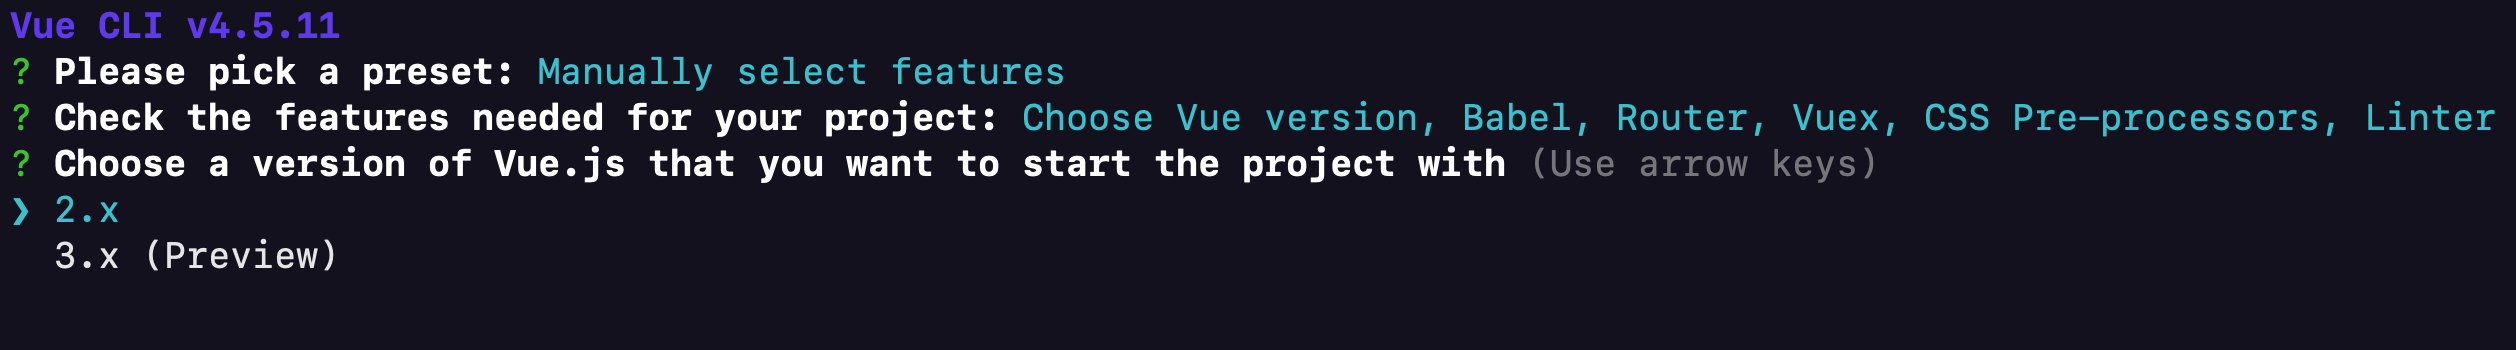 Vue CLI v4.5.11
? Please pick a preset: Manually select features
? Check the features needed for your project: Choose Vue version, Babel, Router, Vuex, CSS Pre-processors, Linter
? Choose a version of Vue.js that you want to start the project with (Use arrow keys)
❯ 2.x
3.x (Preview)